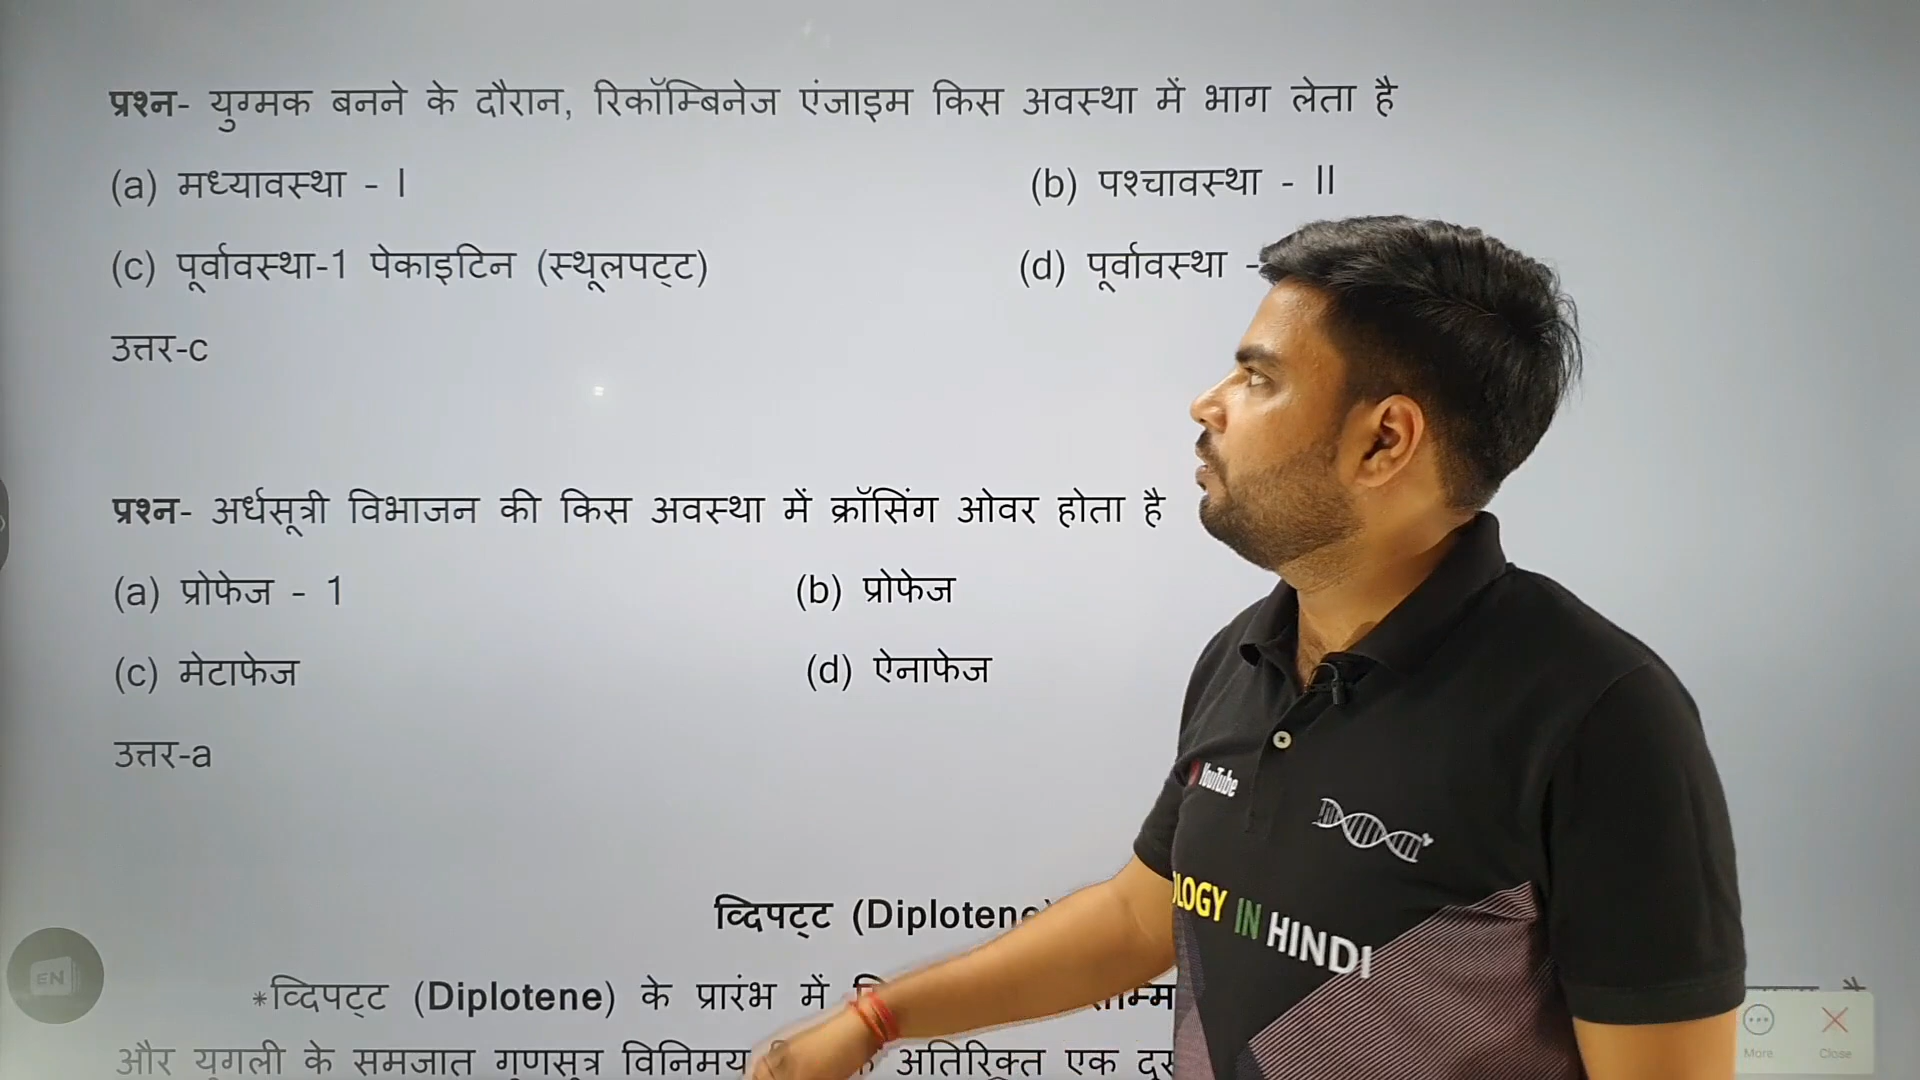 प्रश्न- युग्मक बनने के दौरान, रिकॉम्बिनेज एंजाइम किस अवस्था में भाग लेता है
(a) मध्यावस्था - I
(b) पश्चावस्था - II
(c) पूर्वावस्था-1 पेकाइटिन (स्थूलपट्ट)
(d) पूर्वावस्था -
उत्तर-c
प्रश्न- अर्धसूत्री विभाजन की किस अवस्था में क्रॉसिंग ओवर होता है
(a) प्रोफेज - 1
(b) प्रोफेज
(c) मेटाफेज
(d) ऐनाफेज
उत्तर-a
व्दिपट्ट (Diplotene)
*व्दिपट्ट (Diplotene) के प्रारंभ में
और युगली के समजात गुणसूत्र विनिमय अतिरिक्त एक
YouTube
OLOGY IN HINDI
EN
More
Close